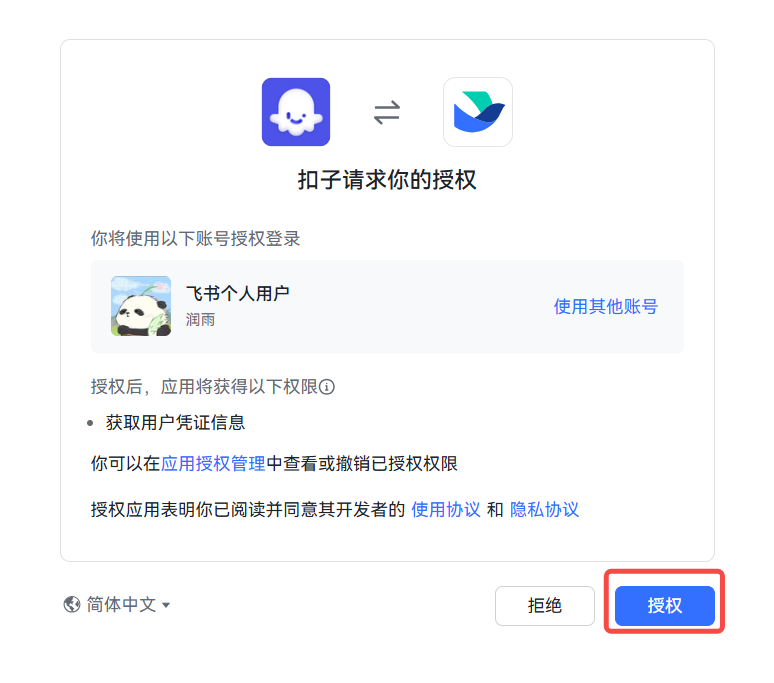 扣子请求你的授权
你将使用以下账号授权登录
飞书个人用户
润雨
使用其他账号
授权后，应用将获得以下权限
• 获取用户凭证信息
你可以在应用授权管理中查看或撤销已授权权限
授权应用表明你已阅读并同意其开发者的 使用协议 和 隐私协议
简体中文
拒绝
授权